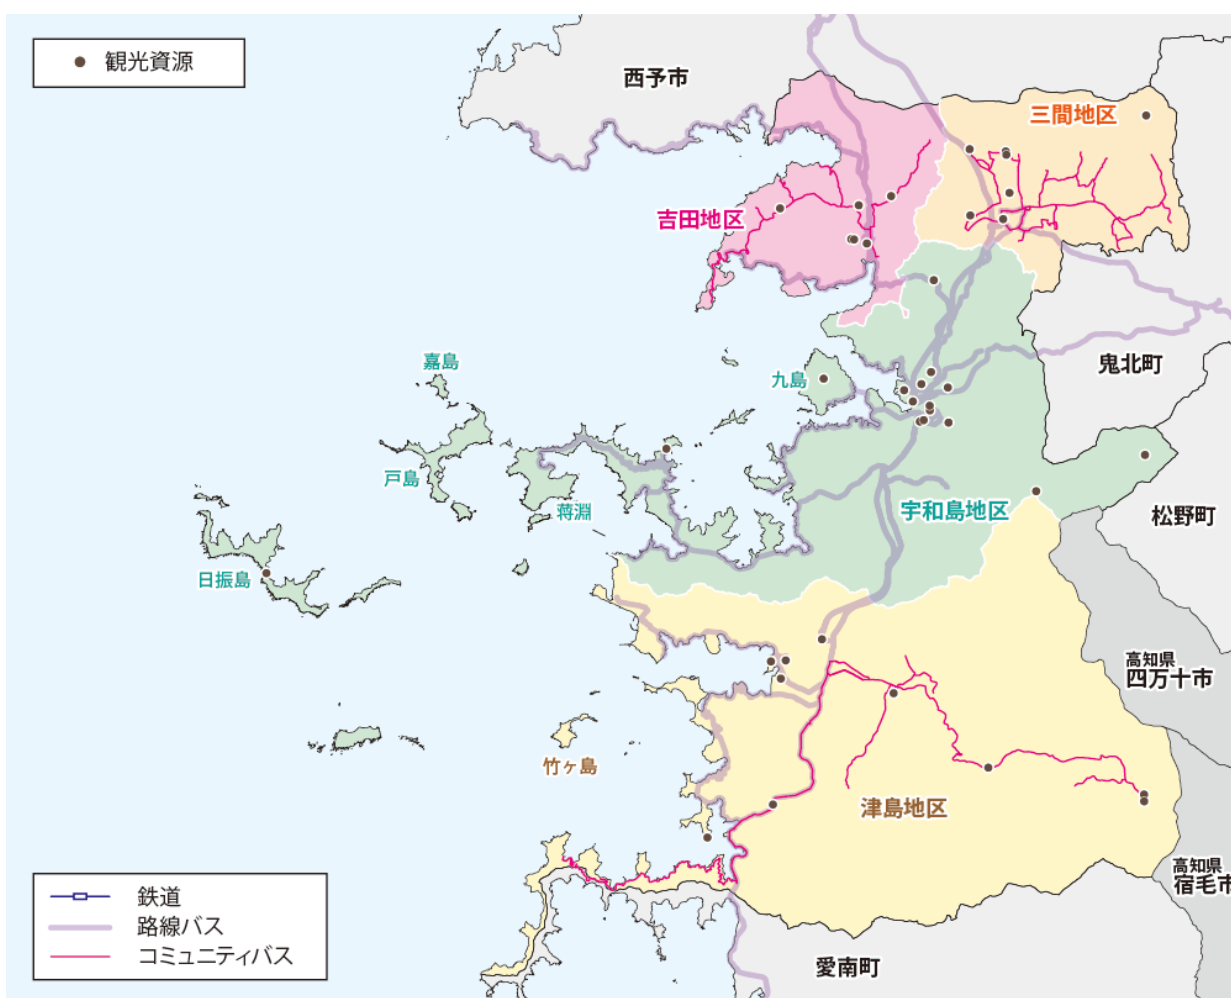 観光資源
西予市
三間地区
吉田地区
嘉島
九島
鬼北町
戸島
蒋淵
宇和島地区
松野町
日振島
高知県
四万十市
竹ヶ島
津島地区
高知県
宿毛市
鉄道
路線バス
コミュニティバス
愛南町